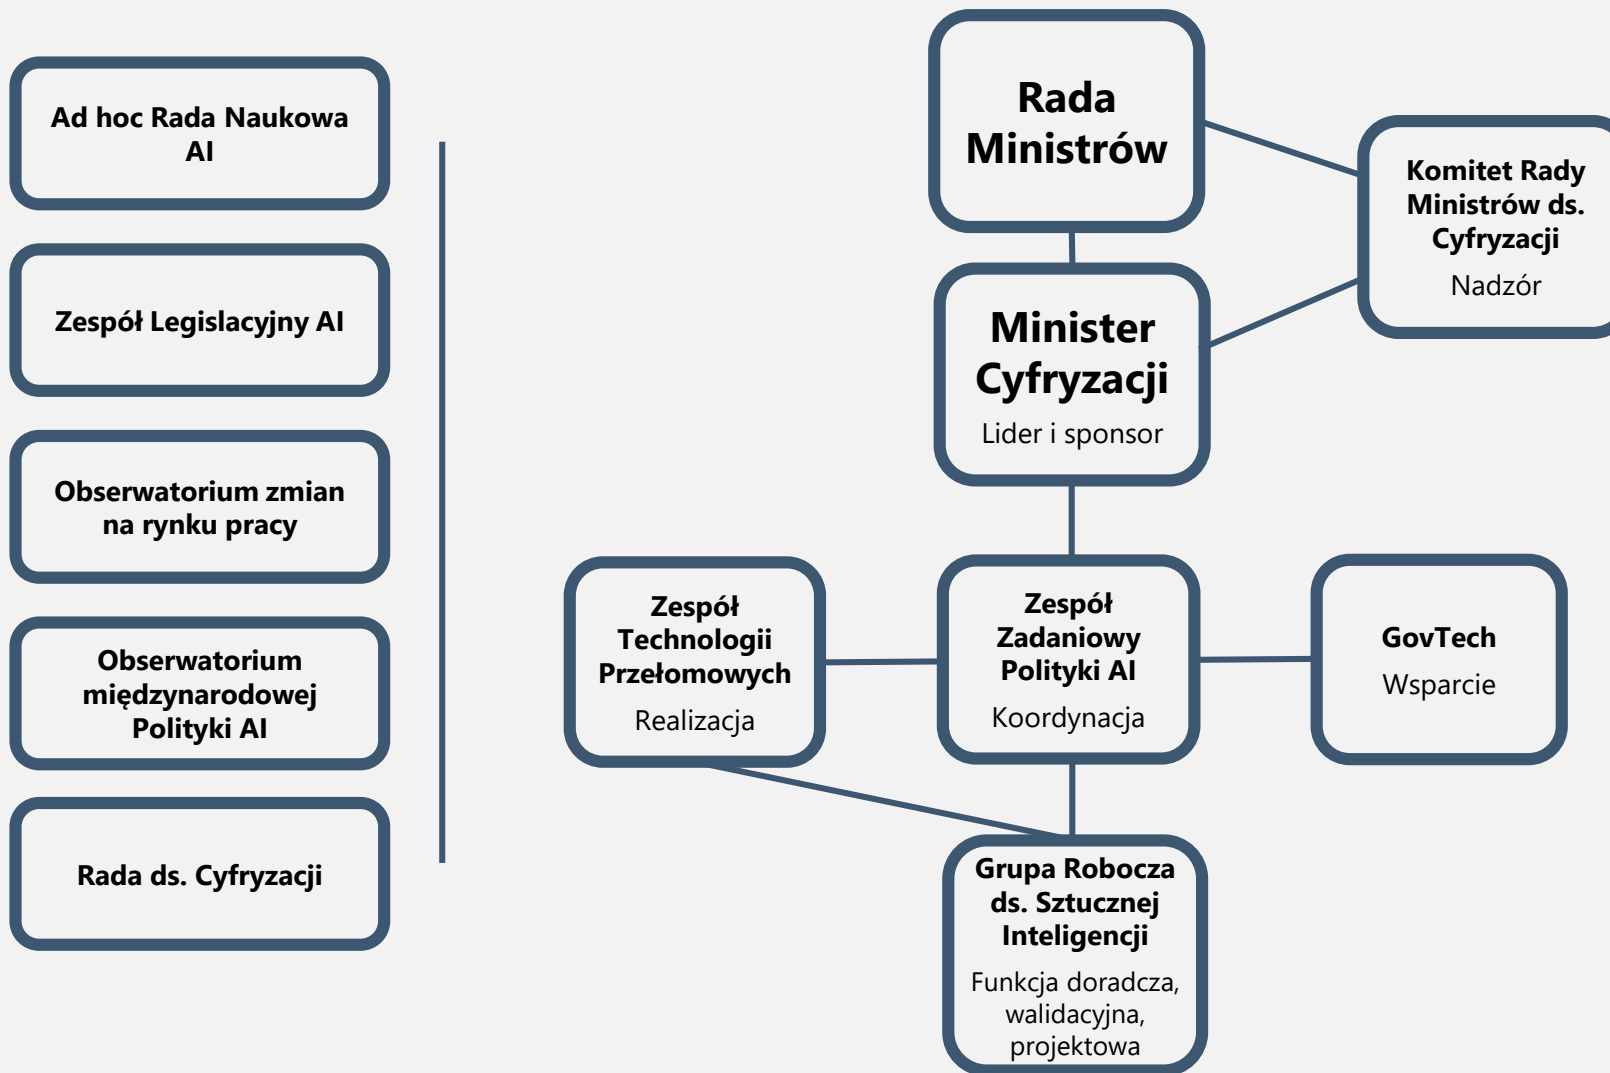 Ad hoc Rada Naukowa
AI
Zespół Legislacyjny AI
Obserwatorium zmian
na rynku pracy
Obserwatorium
międzynarodowej
Polityki AI
Rada ds. Cyfryzacji
Rada
Ministrów
Komitet Rady
Ministrów ds.
Cyfryzacji
Nadzór
Minister
Cyfryzacji
Lider i sponsor
Zespół
Technologii
Przełomowych
Realizacja
Zespół
Zadaniowy
Polityki AI
Koordynacja
GovTech
Wsparcie
Grupa Robocza
ds. Sztucznej
Inteligencji
Funkcja doradcza,
walidacyjna,
projektowa